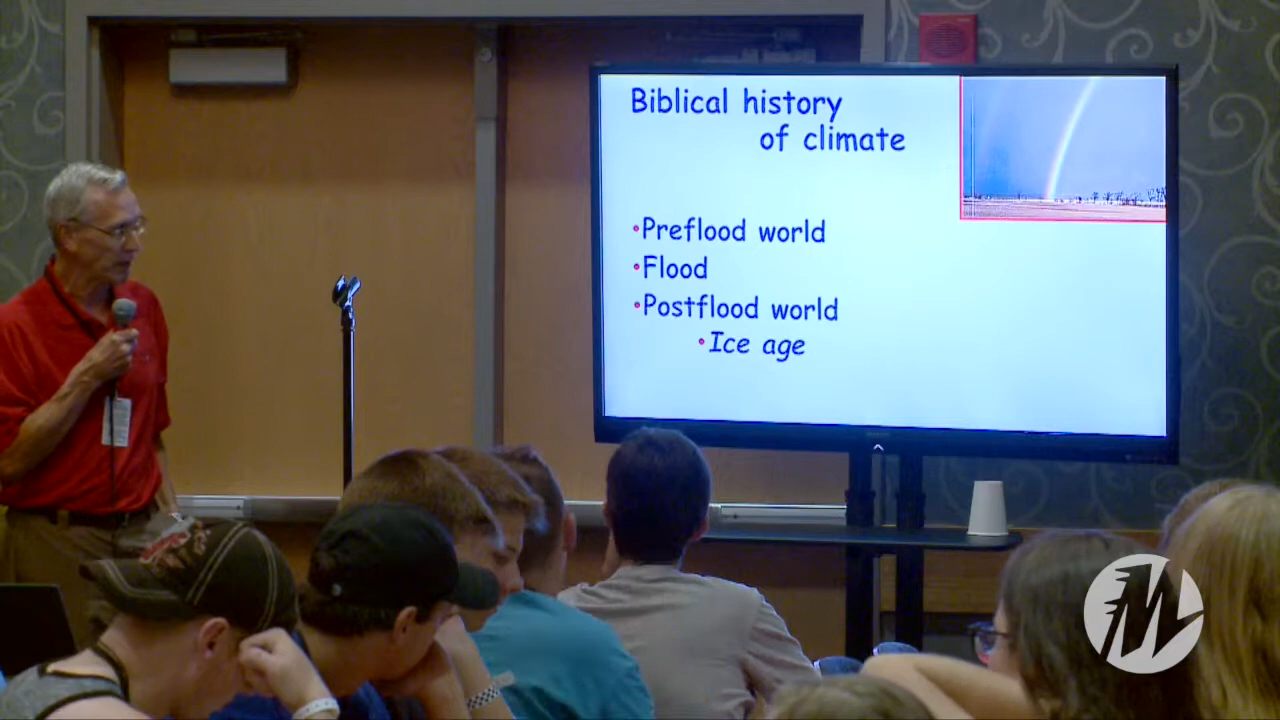 Biblical history
of climate
•Preflood world
•Flood
•Postflood world
•Ice age